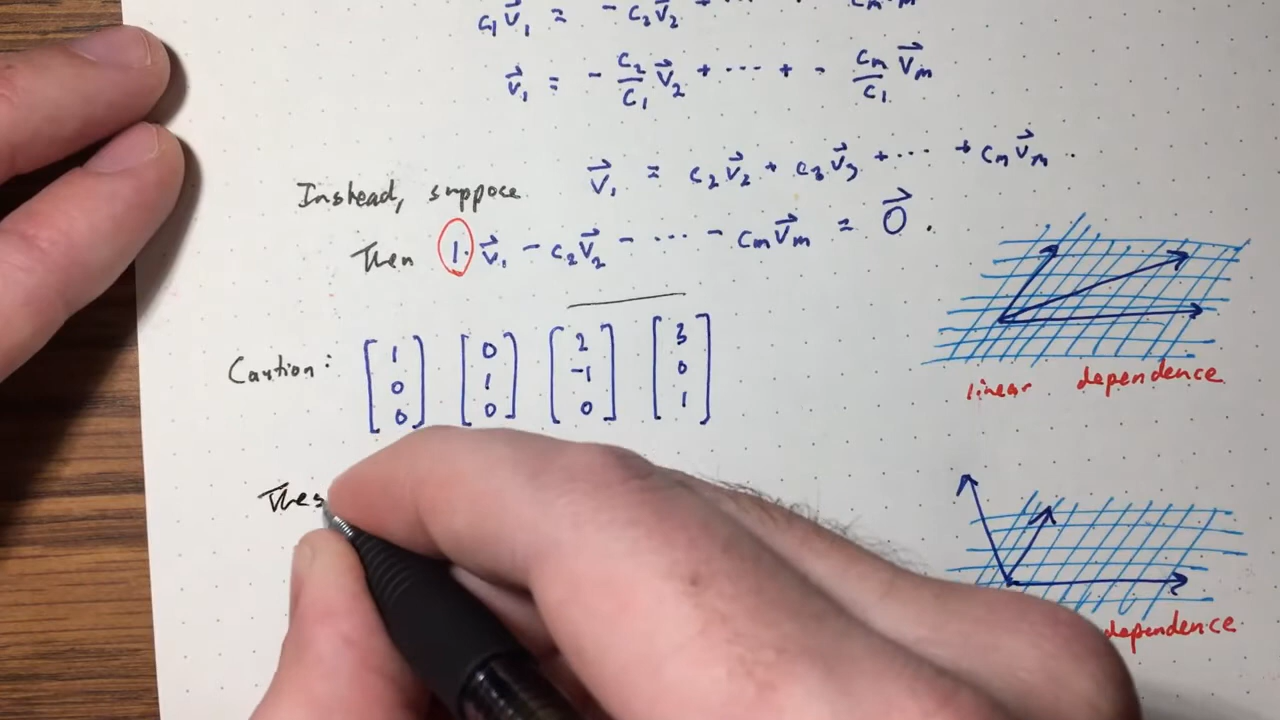 c₁v⃗₁ = - c₂v⃗₂
v⃗₁ = - c₂/c₁ v⃗₂ + ⋯ + - cₘ/c₁ v⃗ₘ
Instead, suppose v⃗₁ = c₂v⃗₂ + c₃v⃗₃ + ⋯ + cₘv⃗ₘ.
Then 1·v⃗₁ - c₂v⃗₂ - ⋯ - cₘv⃗ₘ = 0⃗.
Caution: [1 0 0] [0 1 0] [2 -1 0] [3 0 1]
linear dependence
Thes
dependence